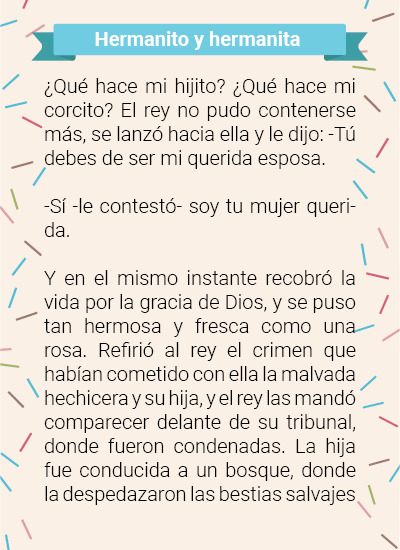 Hermanito y hermanita
¿Qué hace mi hijito? ¿Qué hace mi
corcito? El rey no pudo contenerse
más, se lanzó hacia ella y le dijo: -Tú
debes de ser mi querida esposa.
-Sí -le contestó- soy tu mujer queri-
da.
Y en el mismo instante recobró la
vida por la gracia de Dios, y se puso
tan hermosa y fresca como una
rosa. Refirió al rey el crimen que
habían cometido con ella la malvada
hechicera y su hija, y el rey las mandó
comparecer delante de su tribunal,
donde fueron condenadas. La hija
fue conducida a un bosque, donde
la despedazaron las bestias salvajes